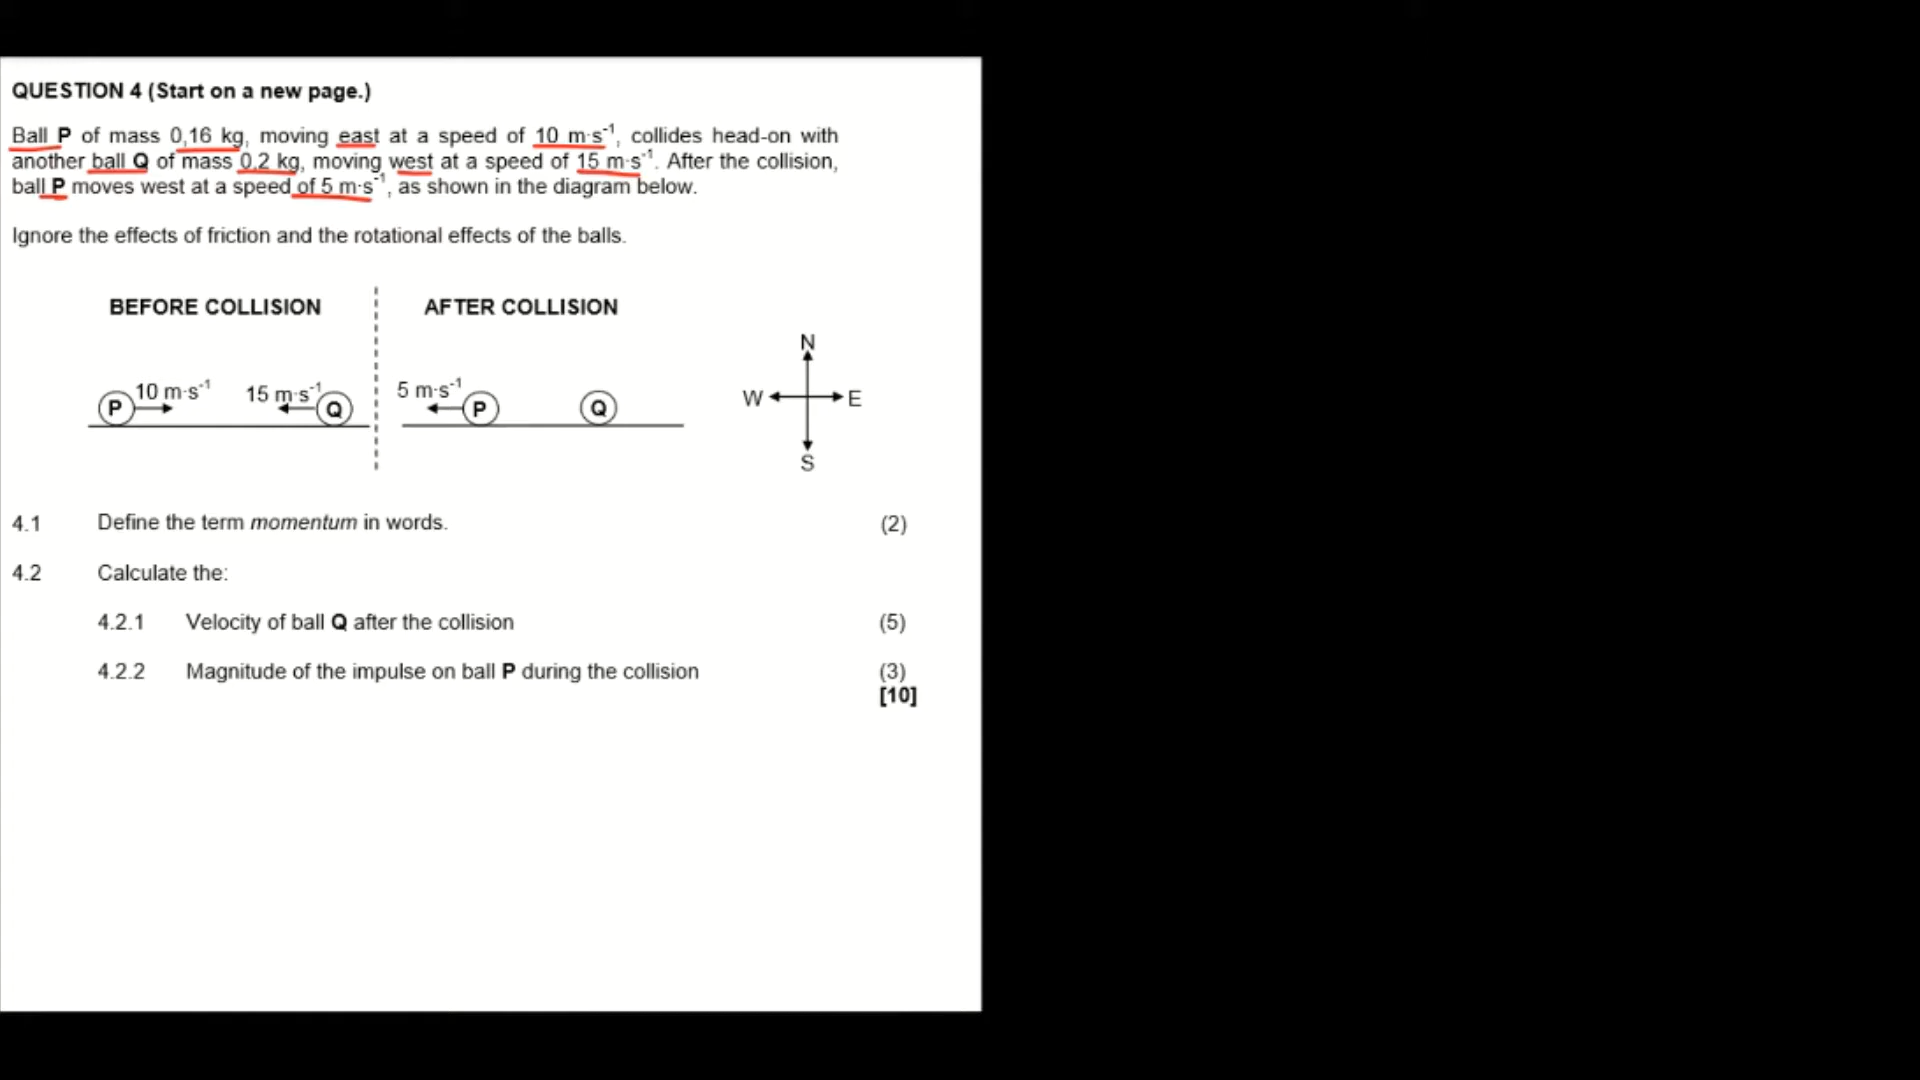 QUESTION 4 (Start on a new page.)
Ball P of mass 0,16 kg, moving east at a speed of 10 m·s⁻¹, collides head-on with
another ball Q of mass 0,2 kg, moving west at a speed of 15 m·s⁻¹. After the collision,
ball P moves west at a speed of 5 m·s⁻¹, as shown in the diagram below.
Ignore the effects of friction and the rotational effects of the balls.
BEFORE COLLISION
AFTER COLLISION
10 m·s⁻¹
15 m·s⁻¹
P
Q
5 m·s⁻¹
P
Q
N
W
E
S
4.1 Define the term momentum in words. (2)
4.2 Calculate the:
4.2.1 Velocity of ball Q after the collision (5)
4.2.2 Magnitude of the impulse on ball P during the collision (3)
[10]